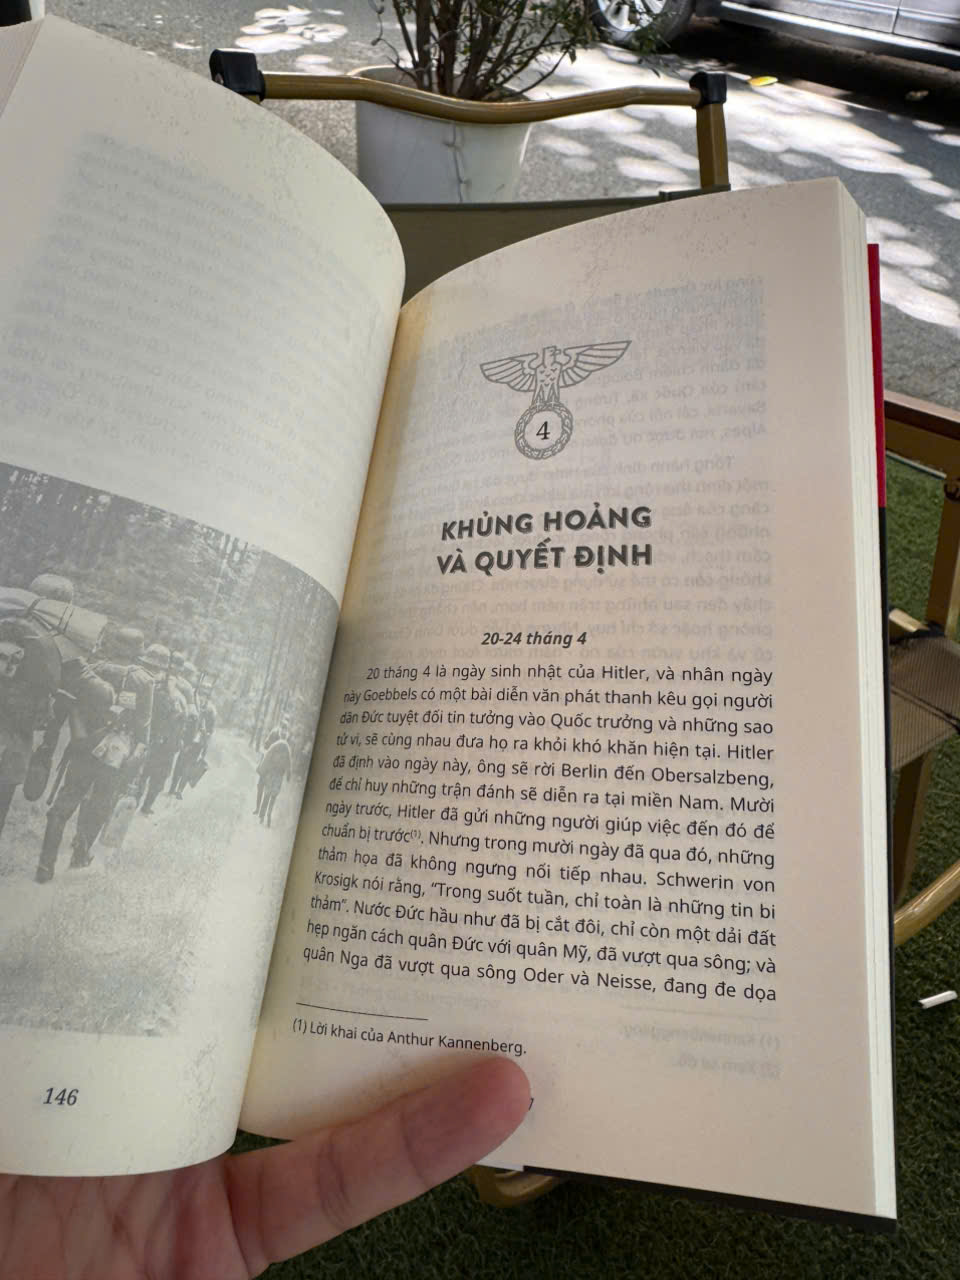 146
4
KHỦNG HOẢNG
VÀ QUYẾT ĐỊNH
20-24 tháng 4
20 tháng 4 là ngày sinh nhật của Hitler, và nhân ngày
này Goebbels có một bài diễn văn phát thanh kêu gọi người
dân Đức tuyệt đối tin tưởng vào Quốc trưởng và những sao
tử vi, sẽ cùng nhau đưa họ ra khỏi khó khăn hiện tại. Hitler
đã định vào ngày này, ông sẽ rời Berlin đến Obersalzbeng,
để chỉ huy những trận đánh sẽ diễn ra tại miền Nam. Mười
ngày trước, Hitler đã gửi những người giúp việc đến đó để
chuẩn bị trước(1). Nhưng trong mười ngày đã qua đó, những
thảm họa đã không ngưng nối tiếp nhau. Schwerin von
Krosigk nói rằng, “Trong suốt tuần, chỉ toàn là những tin bi
thảm”. Nước Đức hầu như đã bị cắt đôi, chỉ còn một dải đất
hẹp ngăn cách quân Đức với quân Mỹ, đã vượt qua sông; và
quân Nga đã vượt qua sông Oder và Neisse, đang đe dọa
(1) Lời khai của Anthur Kannenberg.